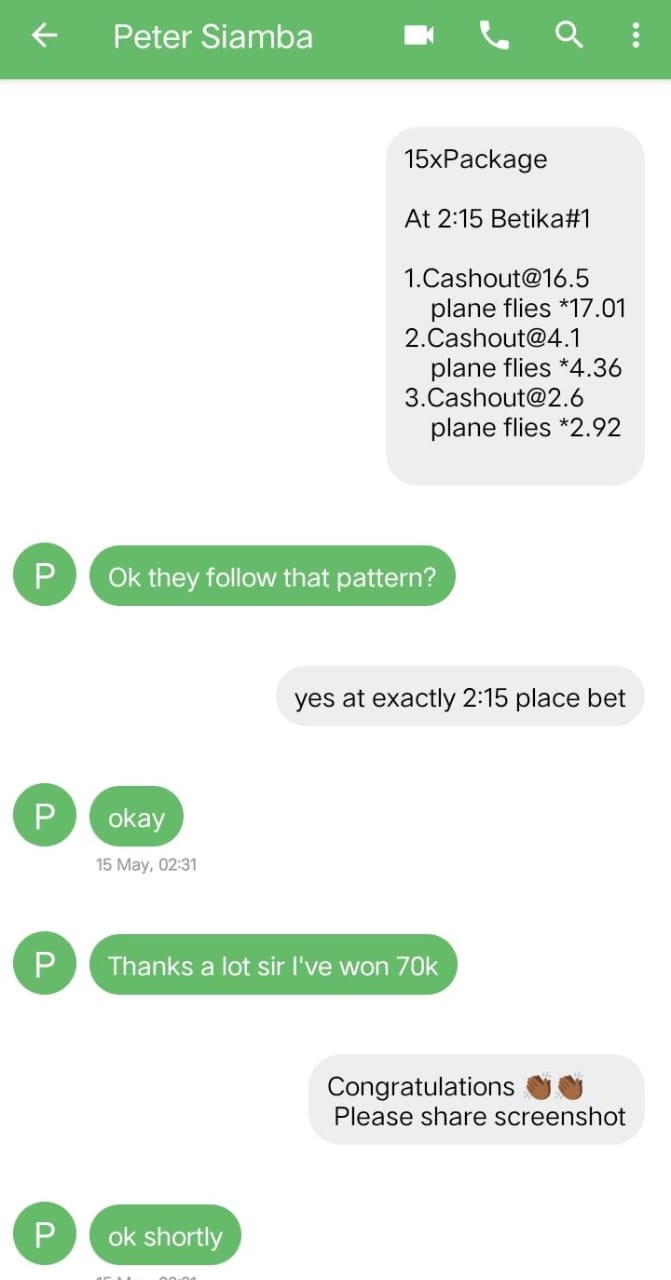 Peter Siamba
15xPackage
At 2:15 Betika#1
1.Cashout@16.5
plane flies *17.01
2.Cashout@4.1
plane flies *4.36
3.Cashout@2.6
plane flies *2.92
P
Ok they follow that pattern?
yes at exactly 2:15 place bet
P
okay
15 May, 02:31
P
Thanks a lot sir I've won 70k
Congratulations 👏🏾👏🏾
Please share screenshot
P
ok shortly